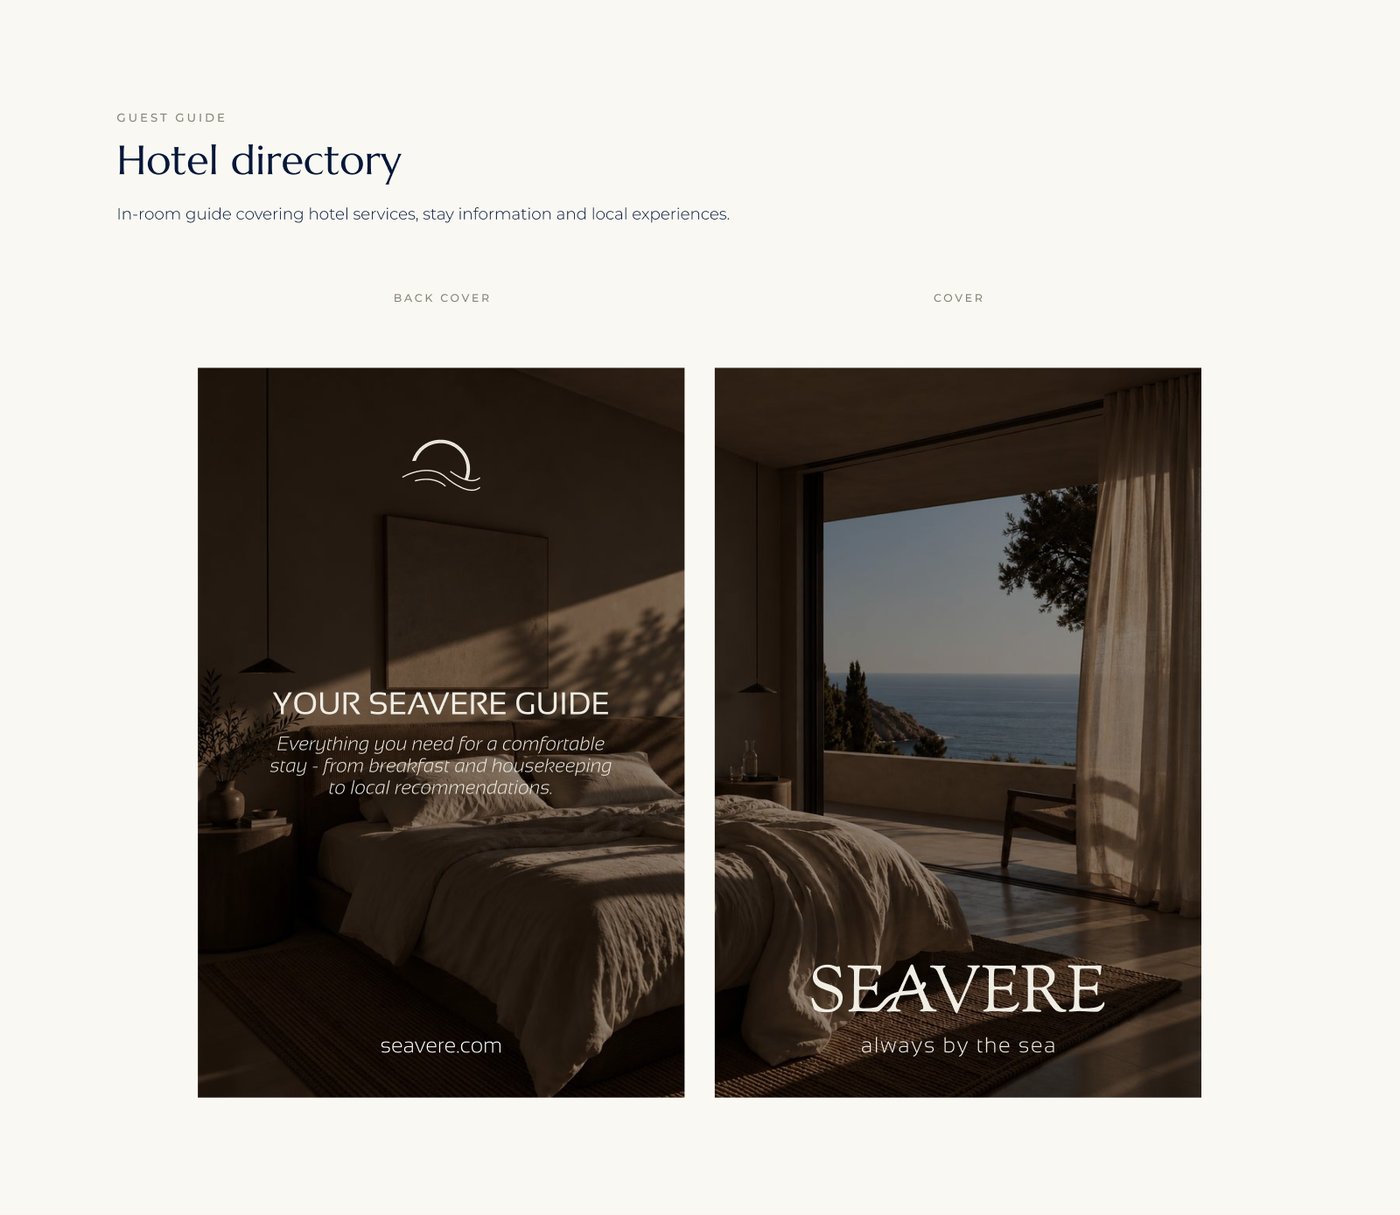 GUEST GUIDE
Hotel directory
In-room guide covering hotel services, stay information and local experiences.
BACK COVER
COVER
YOUR SEAVERE GUIDE
Everything you need for a comfortable
stay - from breakfast and housekeeping
to local recommendations.
seavere.com
SEAVERE
always by the sea